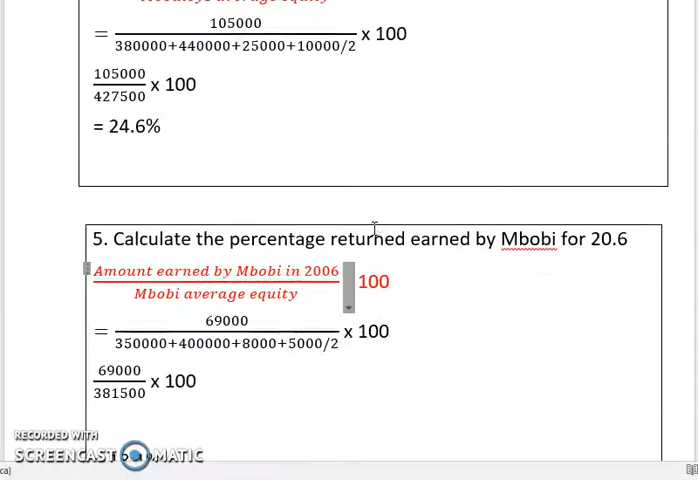 105000
= 380000+440000+25000+10000/2 x 100
105000
427500 x 100
= 24.6%
5. Calculate the percentage returned earned by Mbobi for 20.6
Amount earned by Mbobi in 2006
Mbobi average equity 100
69000
= 350000+400000+8000+5000/2 x 100
69000
381500 x 100
RECORDED WITH
SCREENCAST MATIC
ca)